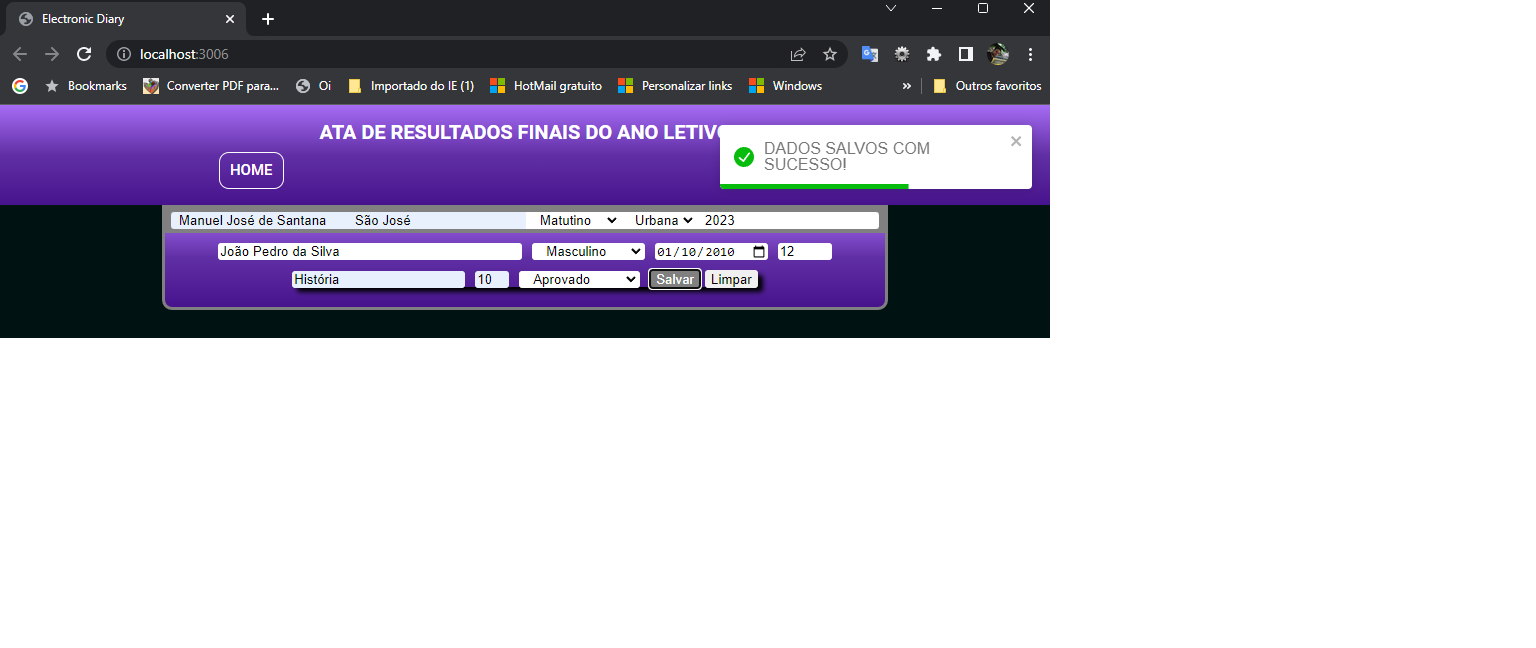 Electronic Diary
localhost:3006
Bookmarks Converter PDF para... Oi Importado do IE (1) HotMail gratuito Personalizar links Windows » Outros favoritos
ATA DE RESULTADOS FINAIS DO ANO LETIVO
DADOS SALVOS COM
SUCESSO!
HOME
Manuel José de Santana São José Matutino Urbana 2023
João Pedro da Silva Masculino 01/10/2010 12
História 10 Aprovado Salvar Limpar